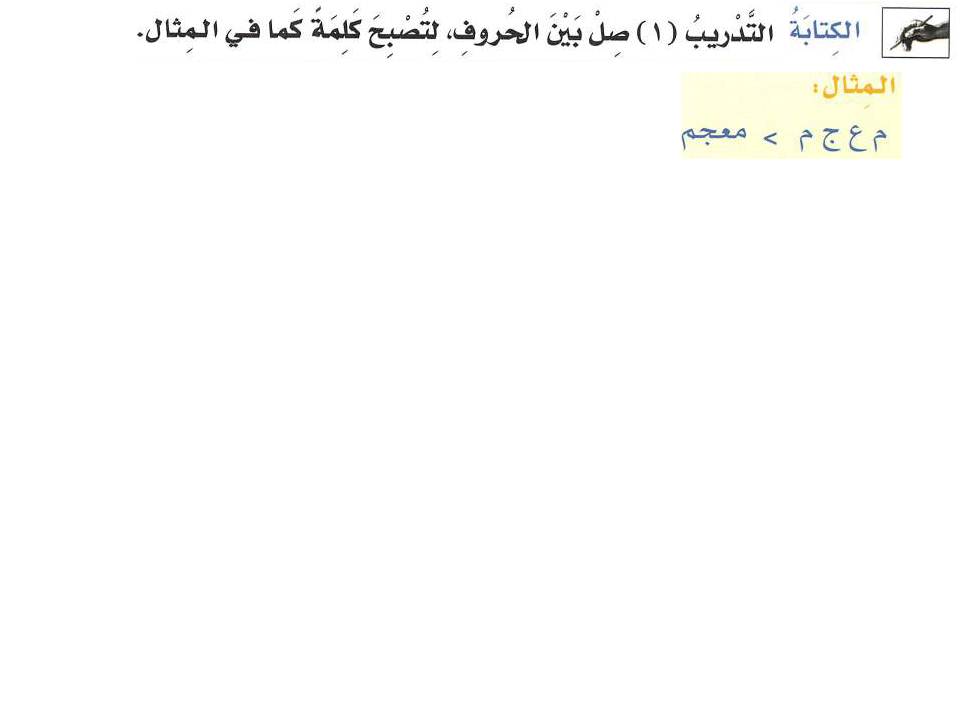 الكِتابَةُ التَّدْريبُ (١) صِلْ بَيْنَ الحُروفِ، لِتُصْبِحَ كَلِمَةً كَما في المِثال.
المِثال:
م ع ج م > معجم